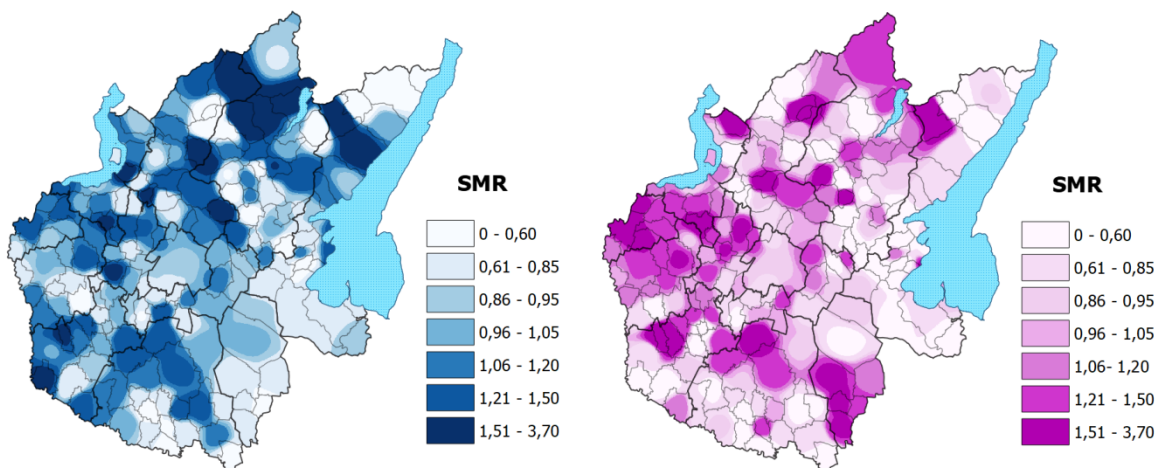 SMR
0 - 0,60
0,61 - 0,85
0,86 - 0,95
0,96 - 1,05
1,06 - 1,20
1,21 - 1,50
1,51 - 3,70
SMR
0 - 0,60
0,61 - 0,85
0,86 - 0,95
0,96 - 1,05
1,06- 1,20
1,21 - 1,50
1,51 - 3,70